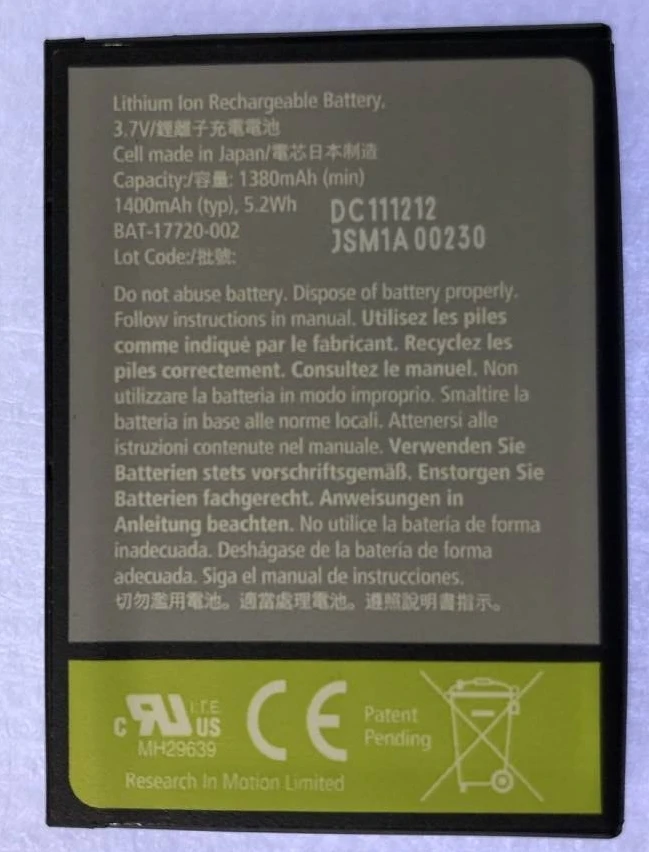 Lithium Ion Rechargeable Battery,
3.7V/鋰離子充電電池
Cell made in Japan/電芯日本制造
Capacity:/容量: 1380mAh (min)
1400mAh (typ), 5.2Wh
BAT-17720-002
Lot Code:/批號:
DC111212
JSM1A 00230
Do not abuse battery. Dispose of battery properly.
Follow instructions in manual. Utilisez les piles
comme indiqué par le fabricant. Recyclez les
piles correctement. Consultez le manuel. Non
utilizzare la batteria in modo improprio. Smaltire la
batteria in base alle norme locali. Attenersi alle
istruzioni contenute nel manuale. Verwenden Sie
Batterien stets vorschriftsgemäß. Enstorgen Sie
Batterien fachgerecht. Anweisungen in
Anleitung beachten. No utilice la batería de forma
inadecuada. Deshágase de la batería de forma
adecuada. Siga el manual de instrucciones.
切勿濫用電池。適當處理電池。遵照說明書指示。
c RU US I.T.E.
MH29639
CE
Patent
Pending
Research In Motion Limited